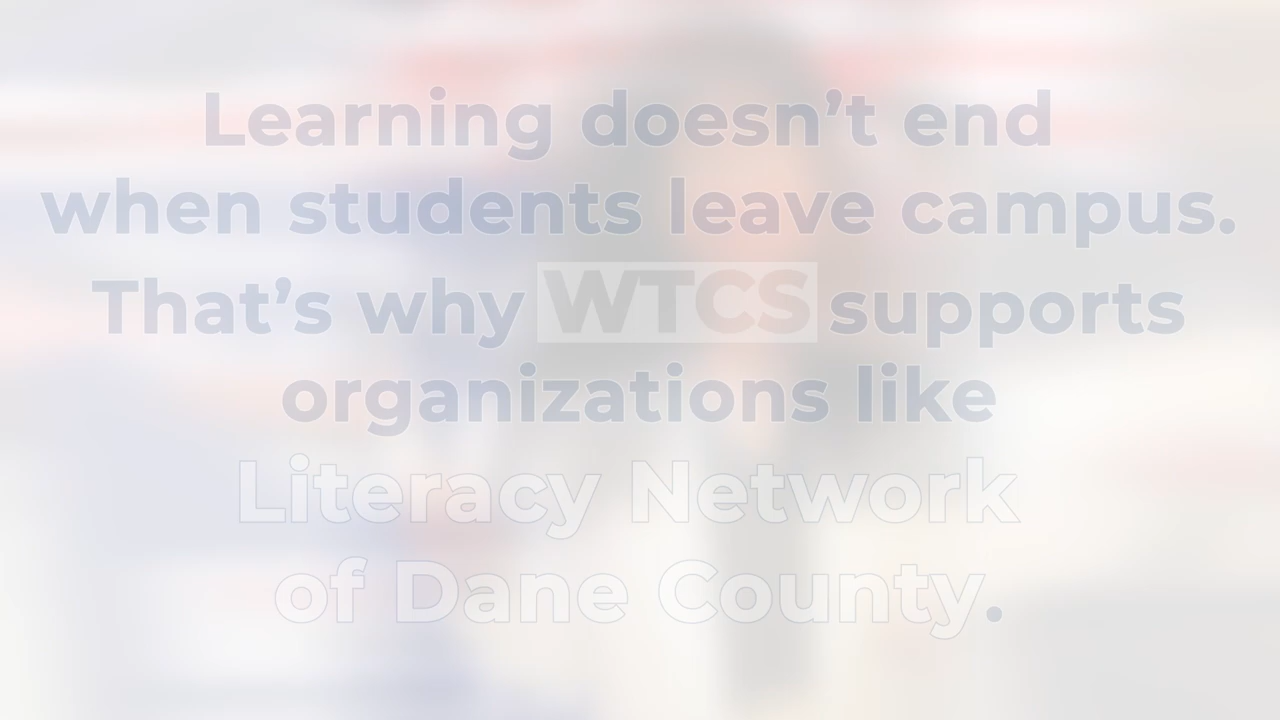 Learning doesn’t end
when students leave campus.
That’s why WTCS supports
organizations like
Literacy Network
of Dane County.